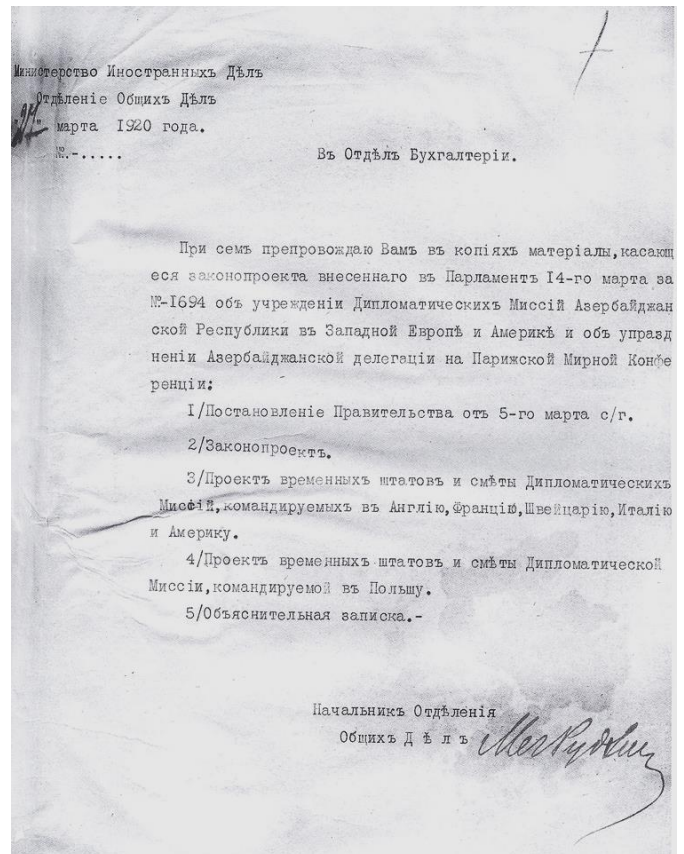 Министерство Иностранныхъ Дѣлъ
Отдѣленіе Общихъ Дѣлъ
"27" марта 1920 года.
№.-.....
Въ Отдѣлъ Бухгалтеріи.
При семъ препровождаю Вамъ въ копіяхъ матеріалы,касающ
еся законопроекта внесеннаго въ Парламентъ 14-го марта за
№-1694 объ учрежденіи Дипломатическихъ Миссій Азербайджан
ской Республики въ Западной Европѣ и Америкѣ и объ упразд
неніи Азербайджанской делегаціи на Парижской Мирной Конфе
ренціи;
1/Постановленіе Правительства отъ 5-го марта с/г.
2/Законопроектъ.
3/Проектъ временныхъ штатовъ и смѣты Дипломатическихъ
Миссій,командируемыхъ въ Англію,Францію,Швейцарію,Италію
и Америку.
4/Проектъ временныхъ штатовъ и смѣты Дипломатической
Миссіи,командируемой въ Польшу.
5/Объяснительная записка.-
Начальникъ Отдѣленія
Общихъ Д ѣ л ъ